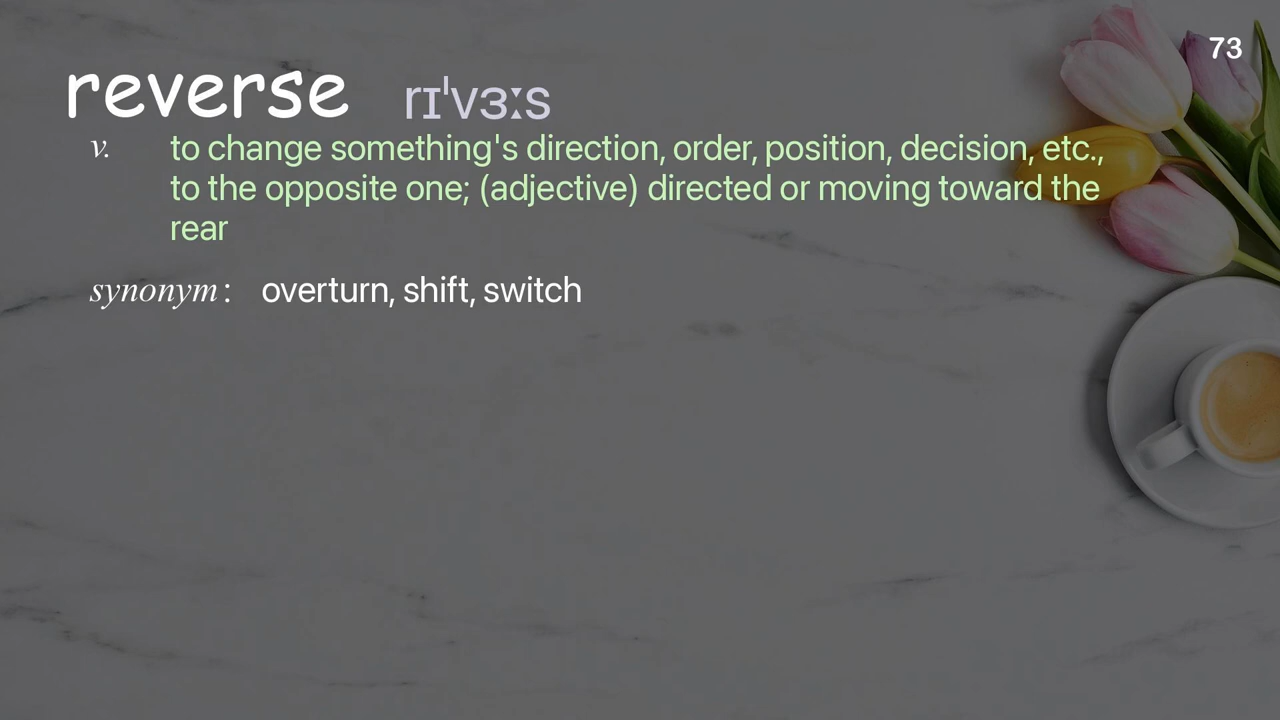 73
reverse rɪˈvɜːs
v. to change something's direction, order, position, decision, etc.,
to the opposite one; (adjective) directed or moving toward the
rear
synonym: overturn, shift, switch